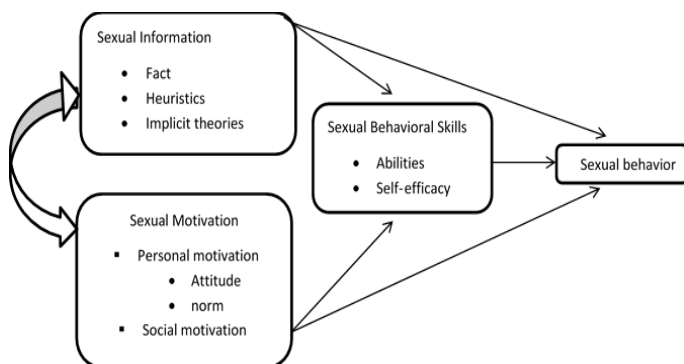 Sexual Information
• Fact
• Heuristics
• Implicit theories
Sexual Behavioral Skills
• Abilities
• Self-efficacy
Sexual behavior
Sexual Motivation
▪ Personal motivation
• Attitude
• norm
▪ Social motivation